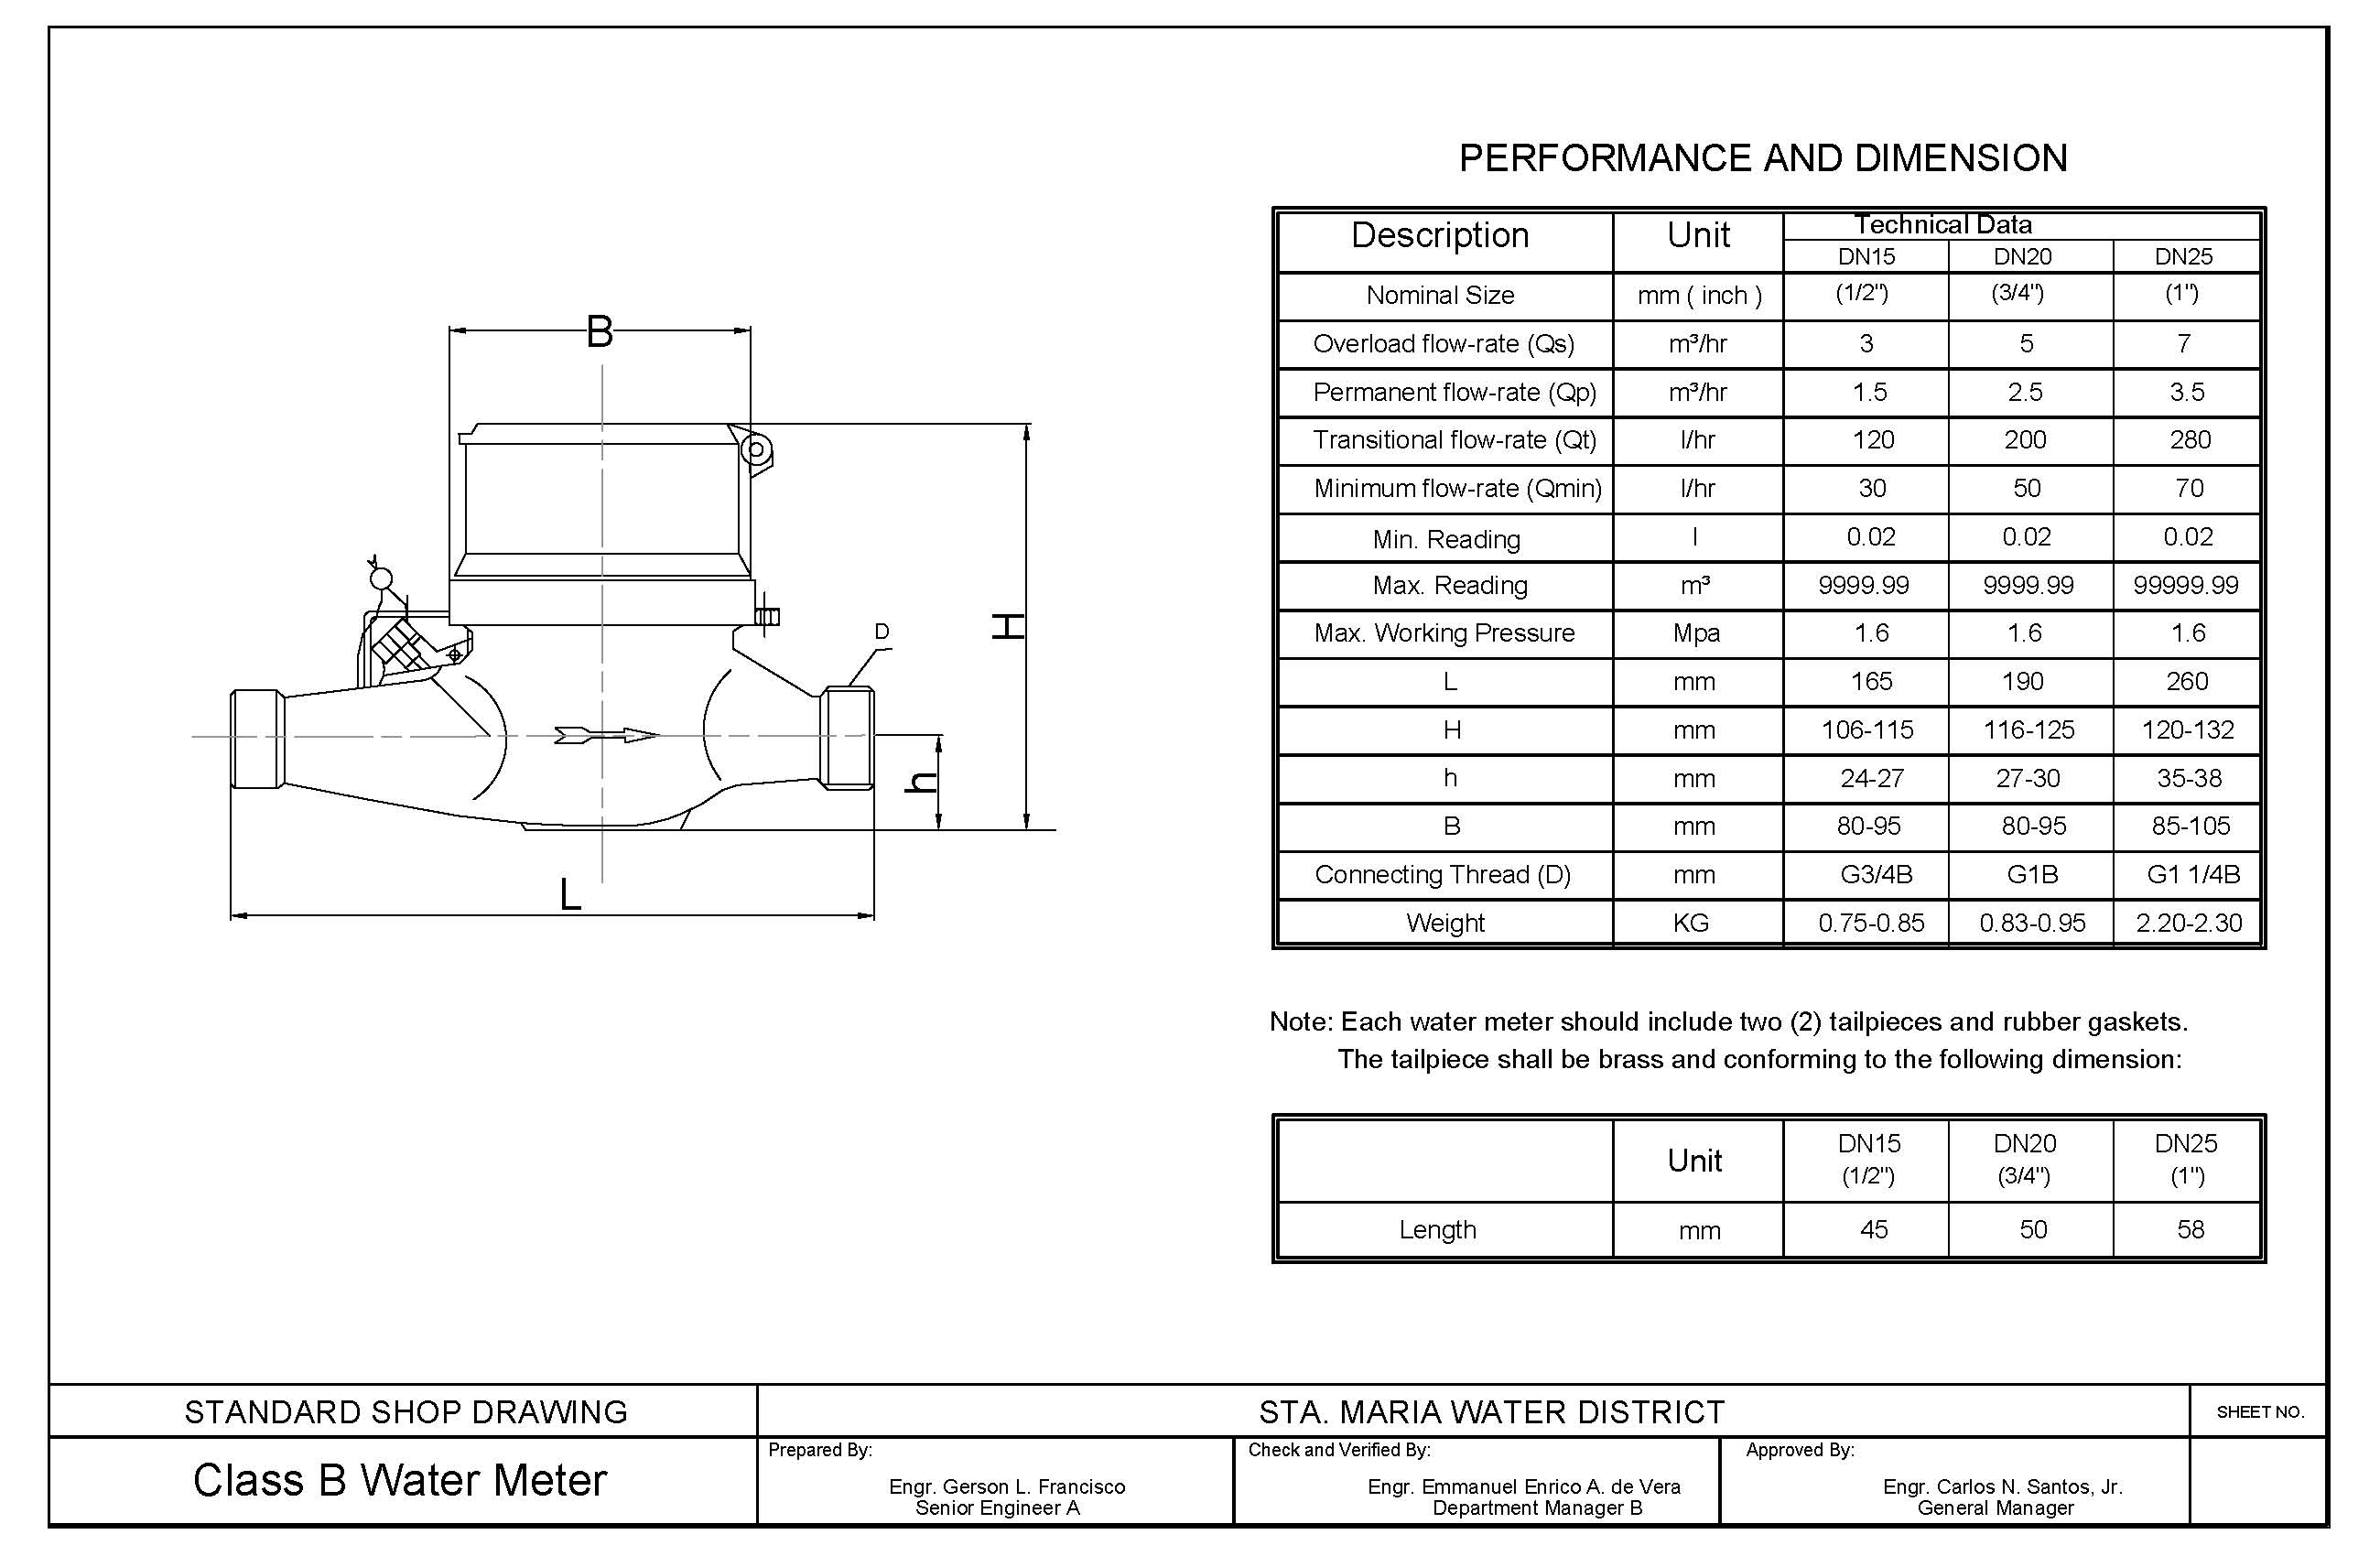 PERFORMANCE AND DIMENSION
Description Unit Technical Data
DN15 DN20 DN25
Nominal Size mm ( inch ) (1/2") (3/4") (1")
Overload flow-rate (Qs) m³/hr 3 5 7
Permanent flow-rate (Qp) m³/hr 1.5 2.5 3.5
Transitional flow-rate (Qt) l/hr 120 200 280
Minimum flow-rate (Qmin) l/hr 30 50 70
Min. Reading l 0.02 0.02 0.02
Max. Reading m³ 9999.99 9999.99 99999.99
Max. Working Pressure Mpa 1.6 1.6 1.6
L mm 165 190 260
H mm 106-115 116-125 120-132
h mm 24-27 27-30 35-38
B mm 80-95 80-95 85-105
Connecting Thread (D) mm G3/4B G1B G1 1/4B
Weight KG 0.75-0.85 0.83-0.95 2.20-2.30
B
H
D
h
L
Note: Each water meter should include two (2) tailpieces and rubber gaskets.
The tailpiece shall be brass and conforming to the following dimension:
Unit DN15 DN20 DN25
(1/2") (3/4") (1")
Length mm 45 50 58
STANDARD SHOP DRAWING
Class B Water Meter
STA. MARIA WATER DISTRICT
SHEET NO.
Prepared By:
Engr. Gerson L. Francisco
Senior Engineer A
Check and Verified By:
Engr. Emmanuel Enrico A. de Vera
Department Manager B
Approved By:
Engr. Carlos N. Santos, Jr.
General Manager